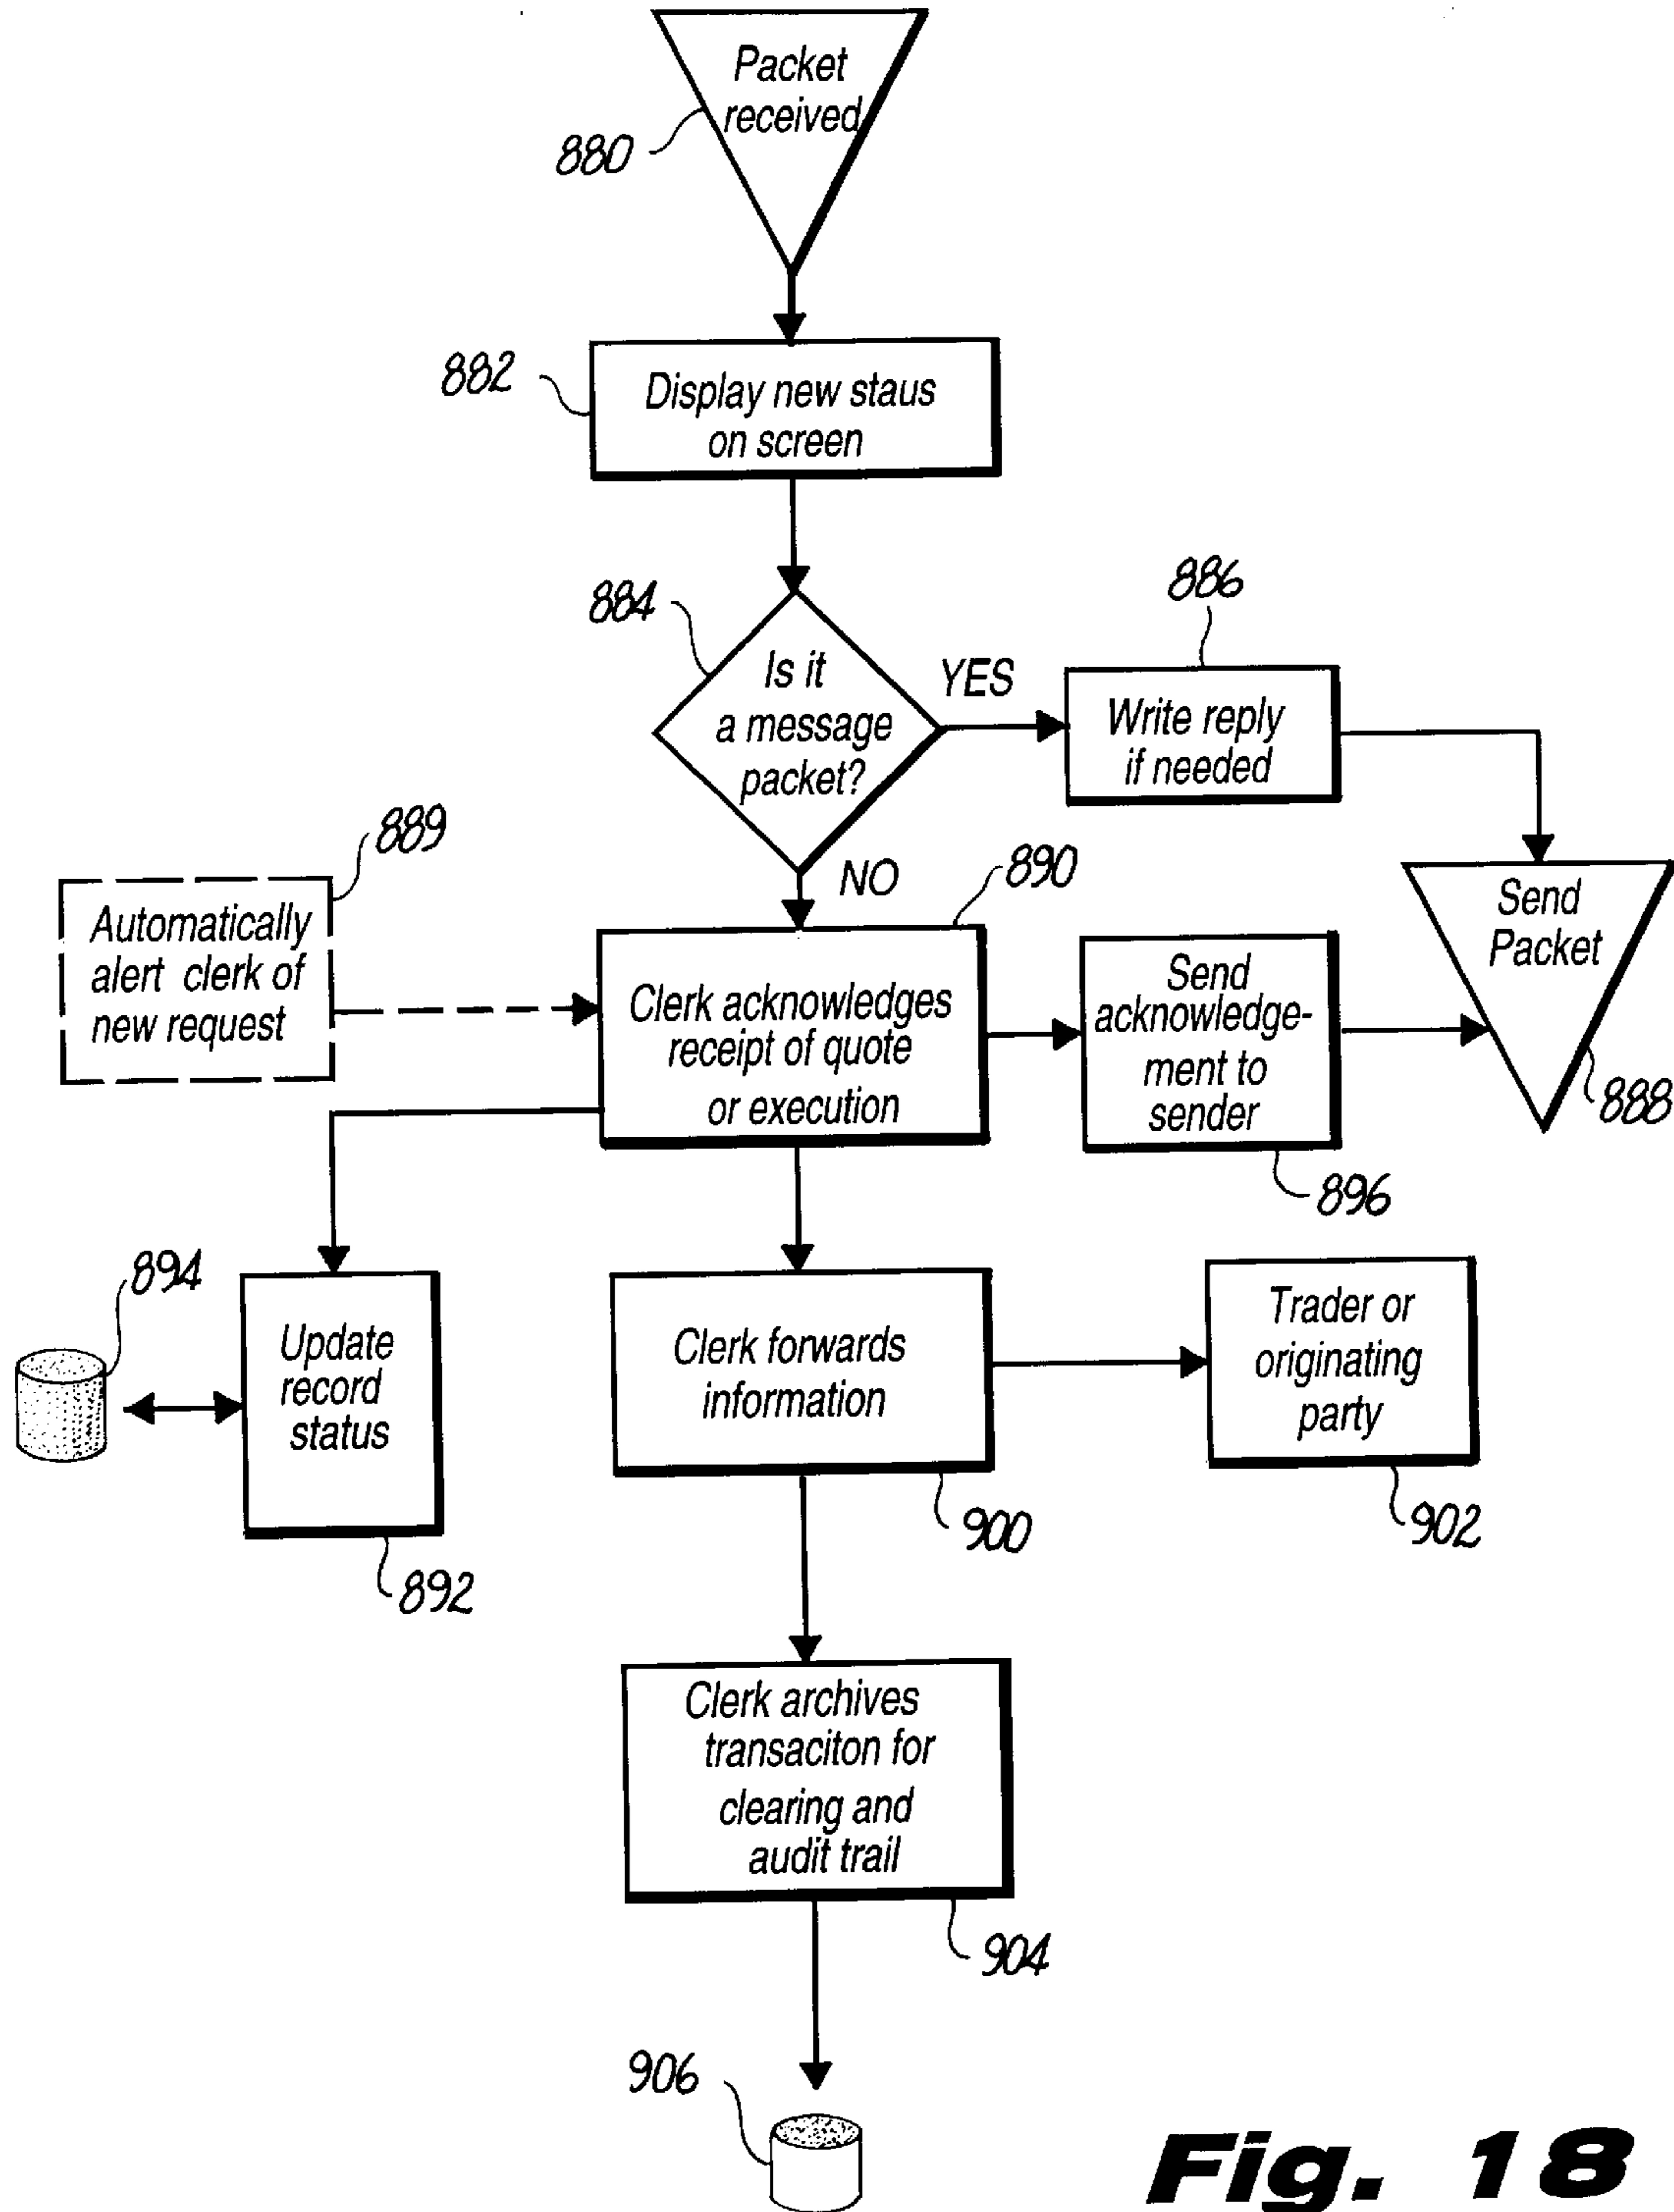 Packet
received
880
882
Display new staus
on screen
884
886
Is it
a message
packet?
YES
Write reply
if needed
889
NO
890
Send
Packet
Automatically
alert clerk of
new request
Clerk acknowledges
receipt of quote
or execution
Send
acknowledge-
ment to
sender
888
896
894
Update
record
status
Clerk forwards
information
Trader or
originating
party
892
900
902
Clerk archives
transaciton for
clearing and
audit trail
904
906
Fig. 18